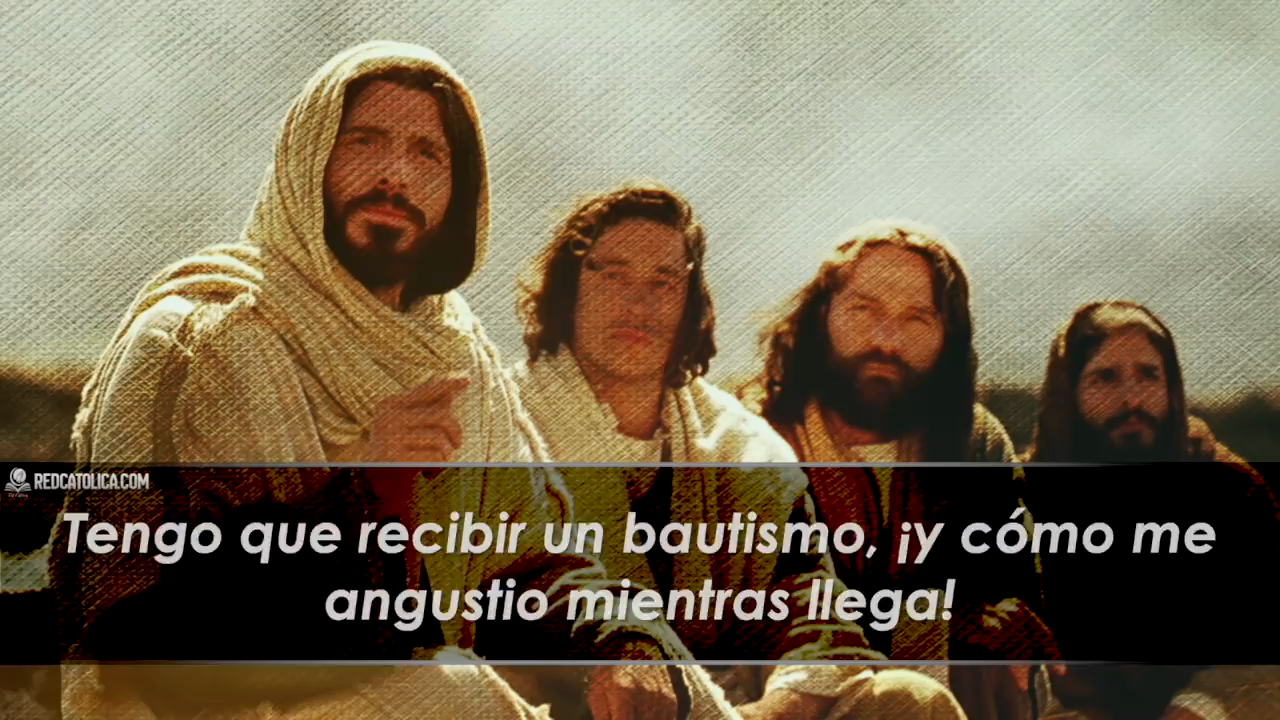 REDCATOLICA.COM
Tengo que recibir un bautismo, ¡y cómo me
angustio mientras llega!